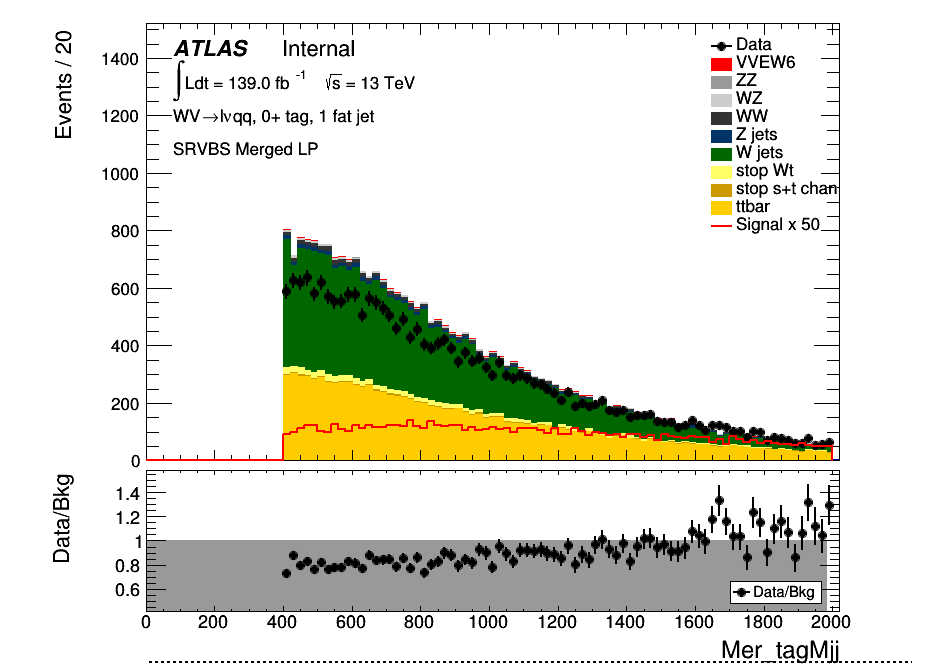 Events / 20
1400
1200
1000
800
600
400
200
0
ATLAS Internal
∫Ldt = 139.0 fb⁻¹ √s = 13 TeV
WV→lνqq, 0+ tag, 1 fat jet
SRVBS Merged LP
Data
VVEW6
ZZ
WZ
WW
Z jets
W jets
stop Wt
stop s+t chan
ttbar
Signal x 50
Data/Bkg
1.4
1.2
1
0.8
0.6
Data/Bkg
0 200 400 600 800 1000 1200 1400 1600 1800 2000
Mer_tagMjj